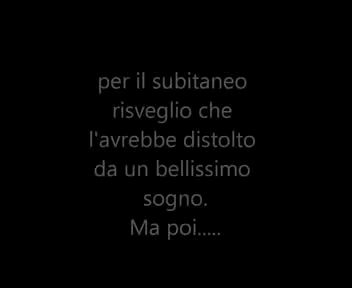 per il subitaneo
risveglio che
l'avrebbe distolto
da un bellissimo
sogno.
Ma poi.....